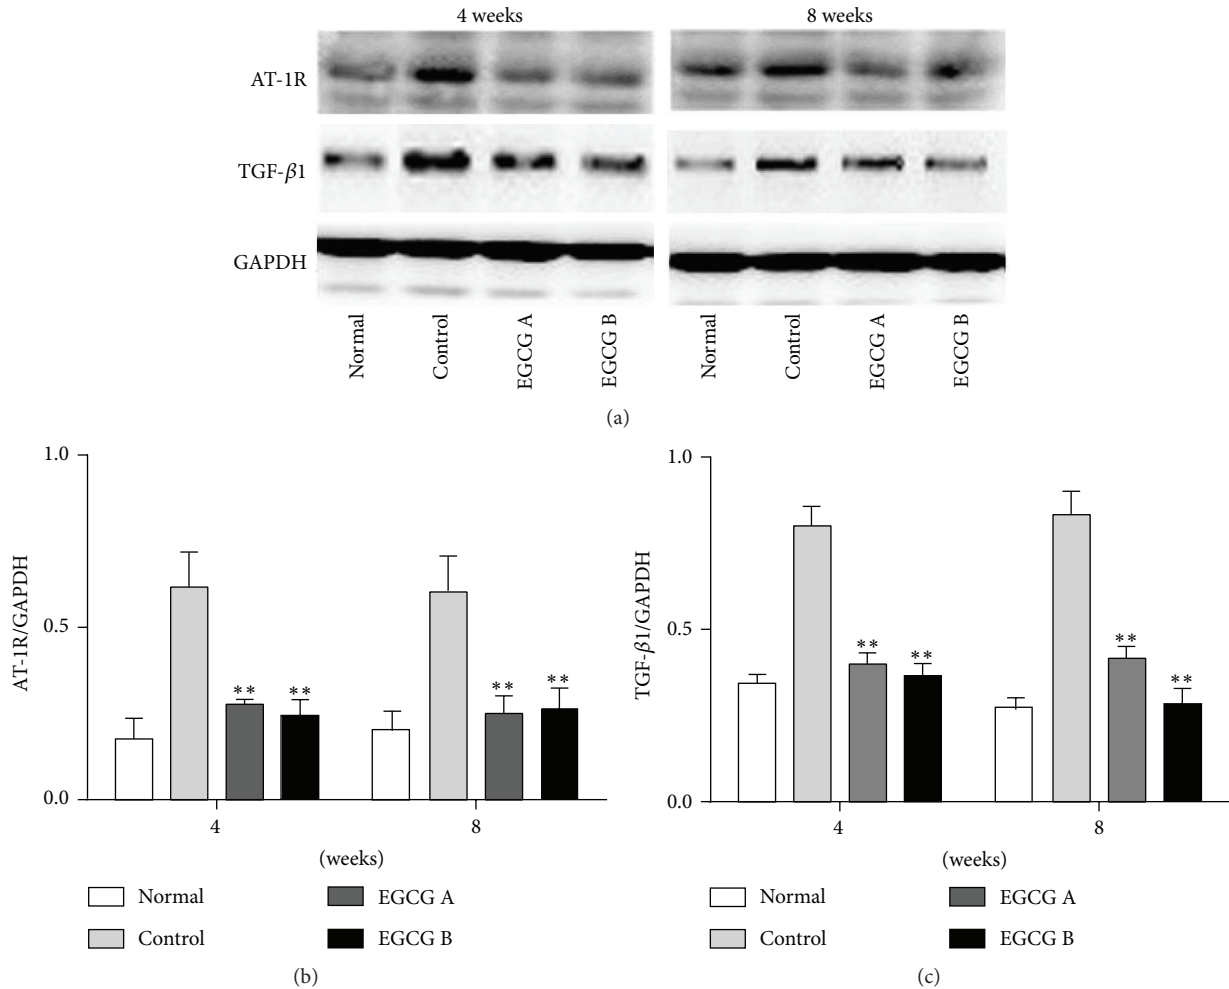 4 weeks
8 weeks
AT-1R
TGF-β1
GAPDH
Normal
Control
EGCG A
EGCG B
Normal
Control
EGCG A
EGCG B
(a)
1.0
0.5
0.0
AT-1R/GAPDH
**
**
**
**
4
8
(weeks)
Normal
EGCG A
Control
EGCG B
(b)
1.0
0.5
0.0
TGF-β1/GAPDH
**
**
**
**
4
8
(weeks)
Normal
EGCG A
Control
EGCG B
(c)